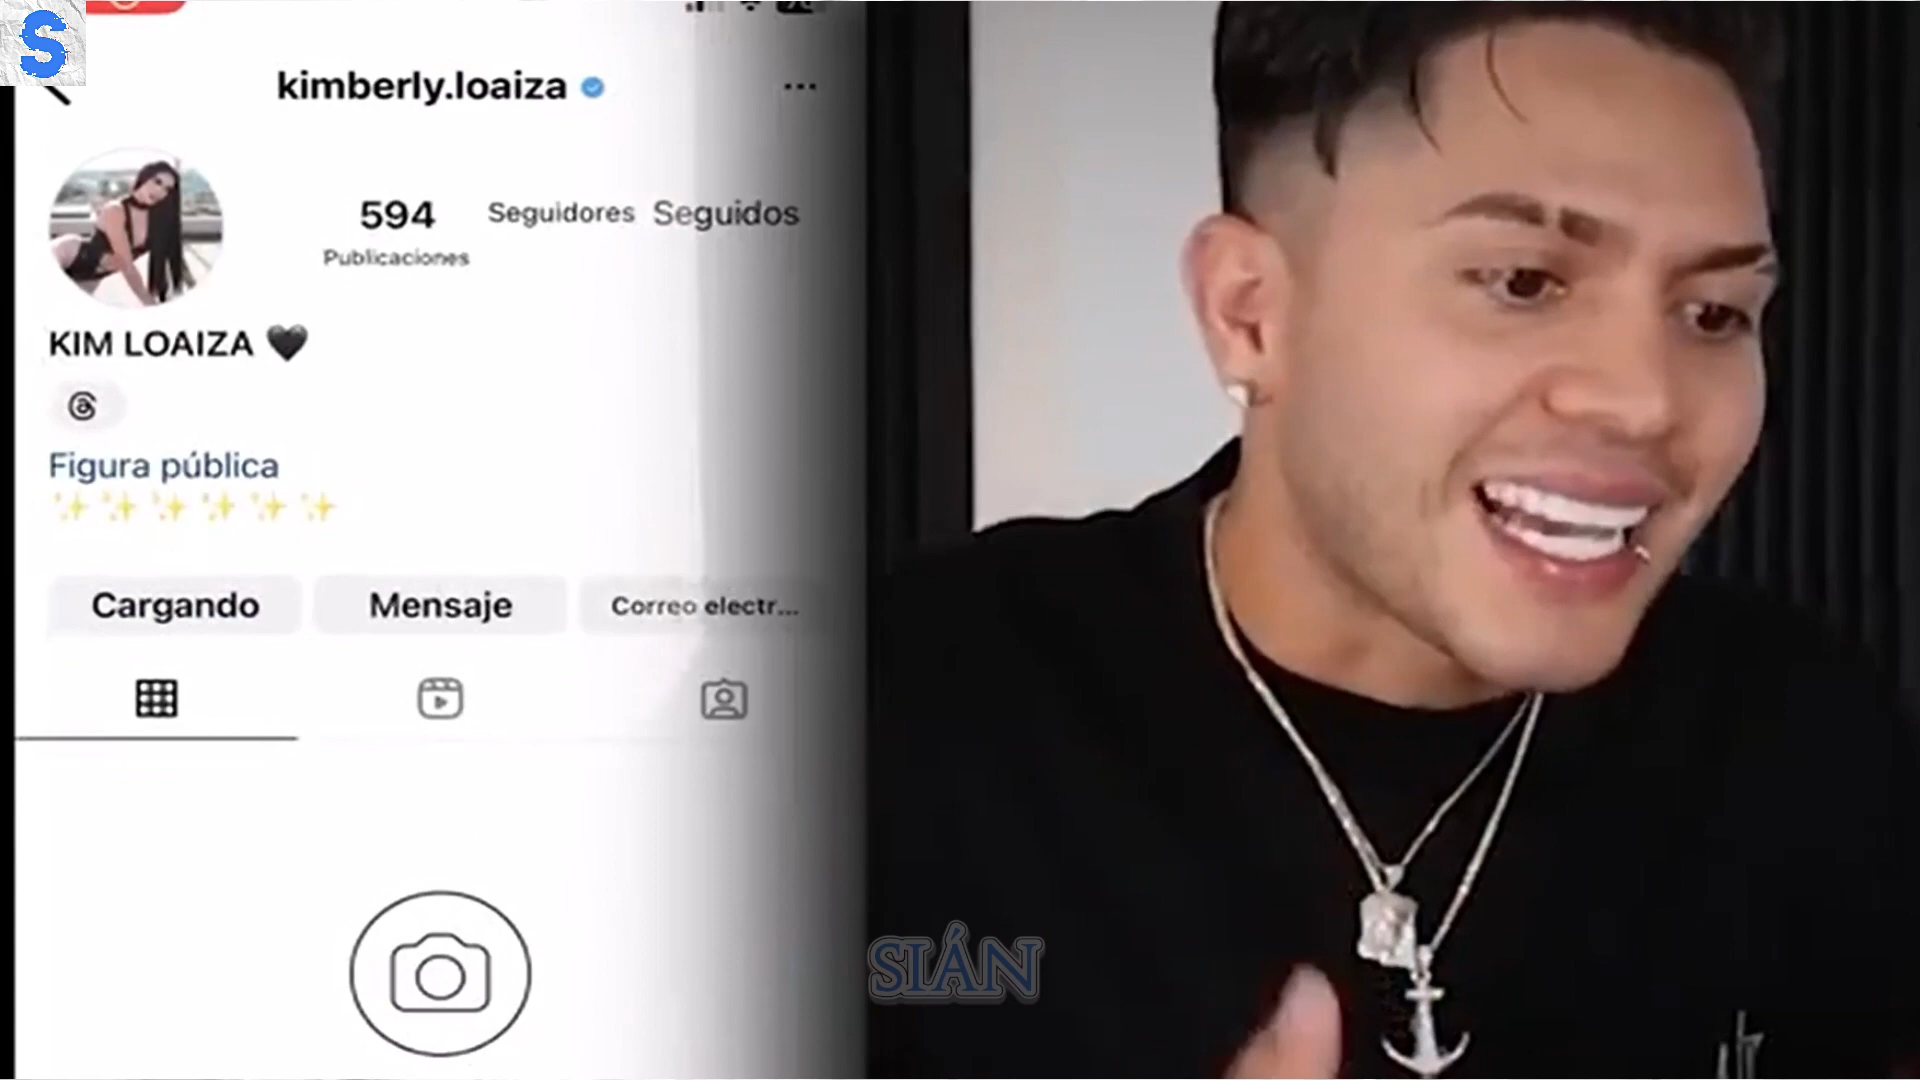 S
kimberly.loaiza
594
Publicaciones
Seguidores
Seguidos
KIM LOAIZA 🖤
Figura pública
✨✨✨✨✨✨
Cargando
Mensaje
Correo electr...
SIÁN